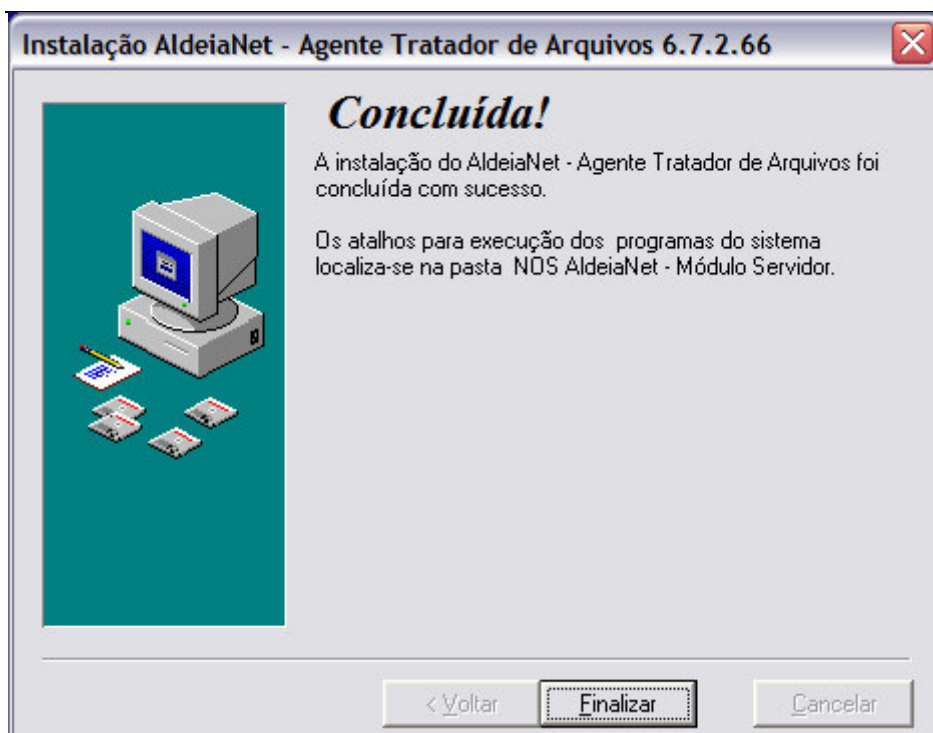 Instalação AldeiaNet - Agente Tratador de Arquivos 6.7.2.66
Concluída!
A instalação do AldeiaNet - Agente Tratador de Arquivos foi
concluída com sucesso.
Os atalhos para execução dos  programas do sistema
localiza-se na pasta  NOS AldeiaNet - Módulo Servidor.
< Voltar
Finalizar
Cancelar